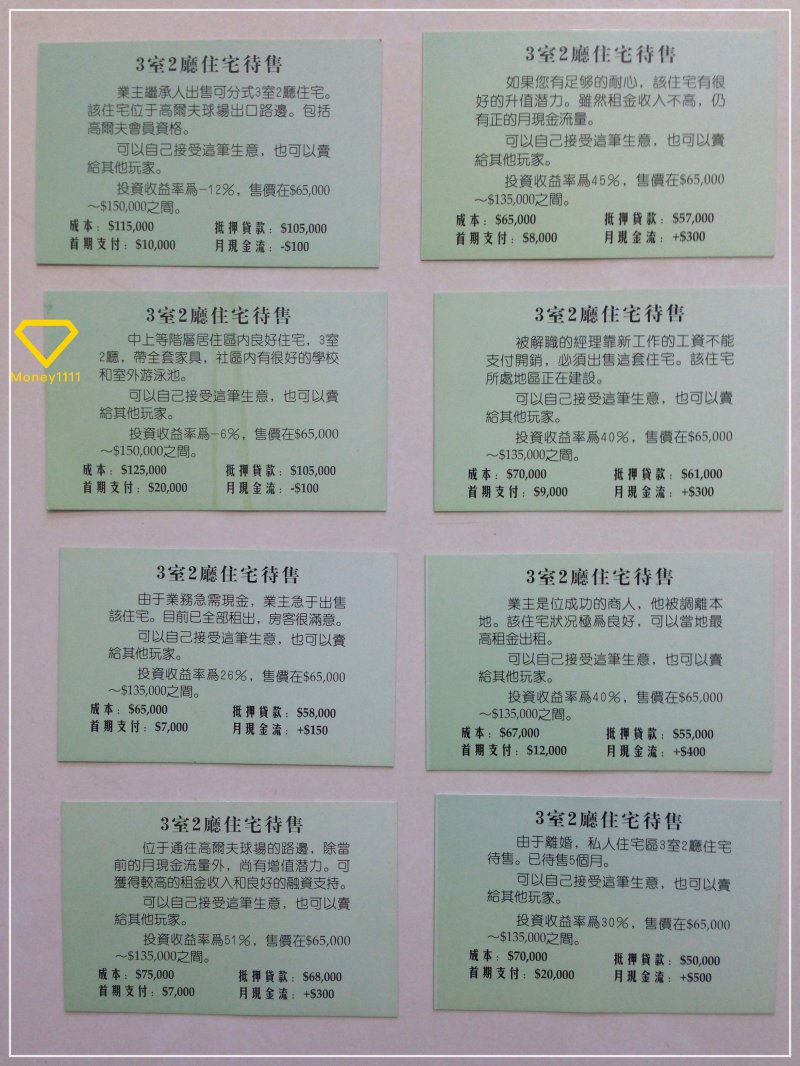 3室2廳住宅待售
業主繼承人出售可分式3室2廳住宅。
該住宅位于高爾夫球場出口路邊。包括
高爾夫會員資格。
可以自己接受這筆生意，也可以賣
給其他玩家。
投資收益率爲-12%，售價在$65,000
～$150,000之間。
成本：$115,000 抵押貸款：$105,000
首期支付：$10,000 月現金流：-$100
3室2廳住宅待售
如果您有足够的耐心，該住宅有很
好的升值潛力。雖然租金收入不高，仍
有正的月現金流量。
可以自己接受這筆生意，也可以賣
給其他玩家。
投資收益率爲45%，售價在$65,000
～$135,000之間。
成本：$65,000 抵押貸款：$57,000
首期支付：$8,000 月現金流：+$300
Money1111
3室2廳住宅待售
中上等階層居住區内良好住宅，3室
2廳，帶全套家具，社區内有很好的學校
和室外游泳池。
可以自己接受這筆生意，也可以賣
給其他玩家。
投資收益率爲-6%，售價在$65,000
～$150,000之間。
成本：$125,000 抵押貸款：$105,000
首期支付：$20,000 月現金流：-$100
3室2廳住宅待售
被解職的經理靠新工作的工資不能
支付開銷，必須出售這套住宅。該住宅
所處地區正在建設。
可以自己接受這筆生意，也可以賣
給其他玩家。
投資收益率爲40%，售價在$65,000
～$135,000之間。
成本：$70,000 抵押貸款：$61,000
首期支付：$9,000 月現金流：+$300
3室2廳住宅待售
由于業務急需現金，業主急于出售
該住宅。目前已全部租出，房客很滿意。
可以自己接受這筆生意，也可以賣
給其他玩家。
投資收益率爲26%，售價在$65,000
～$135,000之間。
成本：$65,000 抵押貸款：$58,000
首期支付：$7,000 月現金流：+$150
3室2廳住宅待售
業主是位成功的商人，他被調離本
地。該住宅狀况極爲良好，可以當地最
高租金出租。
可以自己接受這筆生意，也可以賣
給其他玩家。
投資收益率爲40%，售價在$65,000
～$135,000之間。
成本：$67,000 抵押貸款：$55,000
首期支付：$12,000 月現金流：+$400
3室2廳住宅待售
位于通往高爾夫球場的路邊，除當
前的月現金流量外，尚有增值潛力。可
獲得較高的租金收入和良好的融資支持。
可以自己接受這筆生意，也可以賣
給其他玩家。
投資收益率爲51%，售價在$65,000
～$135,000之間。
成本：$75,000 抵押貸款：$68,000
首期支付：$7,000 月現金流：+$300
3室2廳住宅待售
由于離婚，私人住宅區3室2廳住宅
待售。已待售5個月。
可以自己接受這筆生意，也可以賣
給其他玩家。
投資收益率爲30%，售價在$65,000
～$135,000之間。
成本：$70,000 抵押貸款：$50,000
首期支付：$20,000 月現金流：+$500